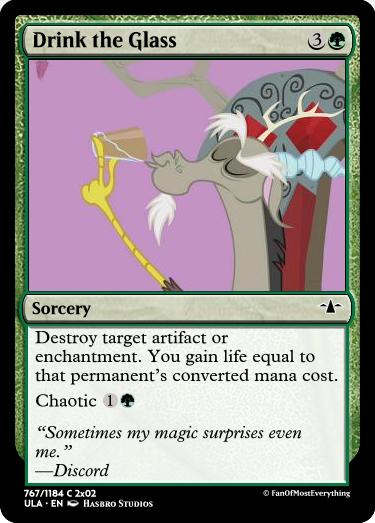 Drink the Glass 3
Sorcery
Destroy target artifact or
enchantment. You gain life equal to
that permanent's converted mana cost.
Chaotic 1
“Sometimes my magic surprises even
me.”
—Discord
767/1184 C 2x02
ULA • EN Hasbro Studios © FanOfMostEverything